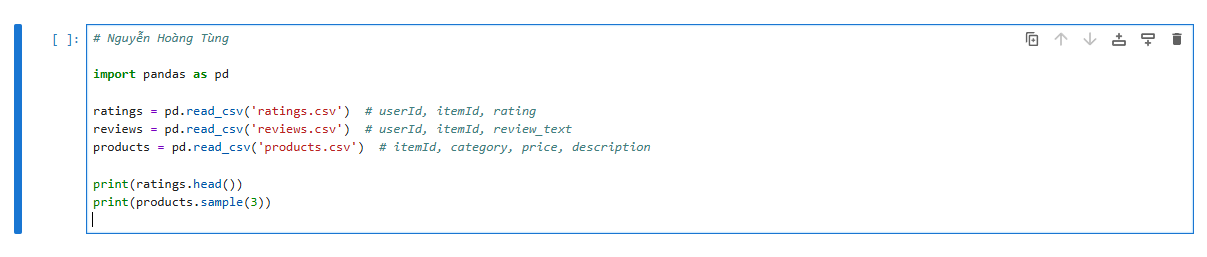 [ ]:
# Nguyễn Hoàng Tùng
import pandas as pd
ratings = pd.read_csv('ratings.csv')  # userId, itemId, rating
reviews = pd.read_csv('reviews.csv')  # userId, itemId, review_text
products = pd.read_csv('products.csv')  # itemId, category, price, description
print(ratings.head())
print(products.sample(3))